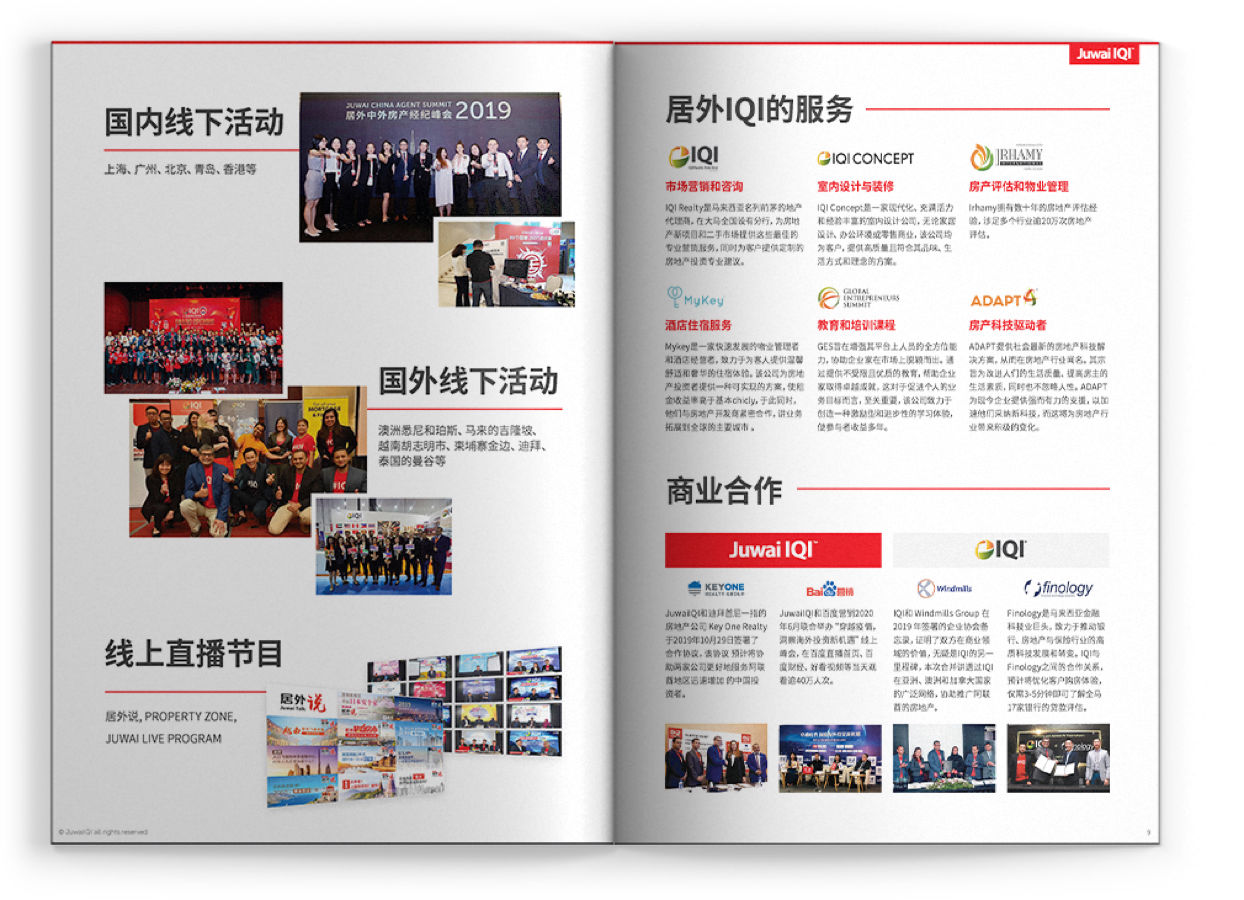 国内线下活动
上海、广州、北京、青岛、香港等
JUWAI CHINA AGENT SUMMIT 2019
居外中外房产经纪峰会
国外线下活动
澳洲悉尼和珀斯、马来的吉隆坡、
越南胡志明市、柬埔寨金边、迪拜、
泰国的曼谷等
线上直播节目
居外说, PROPERTY ZONE,
JUWAI LIVE PROGRAM
居外说
Juwai Talk
© JuwaiIQI all rights reserved
Juwai IQI
居外IQI的服务
IQI
市场营销和咨询
IQI Realty是马来西亚名列前茅的地产
代理商，在大马全国设有分行，为房地
产新项目和二手市场提供这些最佳的
专业营销服务，同时为客户提供定制的
房地产投资专业建议。
IQI CONCEPT
室内设计与装修
IQI Concept是一家现代化、充满活力
和经验丰富的室内设计公司，无论家居
设计、办公环境或零售商业，该公司均
为客户，提供高质量且符合其品味、生
活方式和理念的方案。
IRHAMY
INTERNATIONAL
房产评估和物业管理
Irhamy拥有数十年的房地产评估经
验，涉足多个行业逾20万次房地产
评估。
MyKey
酒店住宿服务
Mykey是一家快速发展的物业管理者
和酒店经营者，致力于为客人提供温馨
舒适和奢华的住宿体验。该公司为房地
产投资者提供一种可实现的方案，使租
金收益率高于基本chicly，于此同时，
他们与房地产开发商紧密合作，讲业务
拓展到全球的主要城市 。
GLOBAL
ENTREPRENEURS
SUMMIT
教育和培训课程
GES旨在增强其平台上人员的全方位能
力，协助企业家在市场上脱颖而出。通
过提供不受限且优质的教育，帮助企业
家取得卓越成就，这对于促进个人的业
务目标而言，至关重要，该公司致力于
创造一种激励型和进步性的学习体验，
使参与者收益多年。
ADAPT
房产科技驱动者
ADAPT提供社会最新的房地产科技解
决方案，从而在房地产行业闻名。其宗
旨为改进人们的生活质量，提高房主的
生活素质，同时也不忽略人性。ADAPT
为现今企业提供强而有力的支援，以加
速他们采纳新科技，而这将为房地产行
业带来积极的变化。
商业合作
Juwai IQI
IQI
KEYONE
REALTY GROUP
JuwaiIQI和迪拜首屈一指的
房地产公司 Key One Realty
于2019年10月29日签署了
合作协议，该协议 预计将协
助两家公司更好地服务阿联
酋地区迅速增加 的中国投
资者。
Bai 百度 营销
JuwaiIQI和百度营销2020
年6月联合举办 "穿越疫情，
洞察海外投资新机遇" 线上
峰会，在百度直播首页、百
度财经、好看视频等当天观
看逾40万人次。
Windmills
IQI和 Windmills Group 在
2019 年签署的企业协会备
忘录，证明了双方在商业领
域的价值，无疑是IQI的另一
里程碑，本次合并讲透过IQI
在亚洲、澳洲和加拿大国家
的广泛网络，协助推广阿联
酋的房地产。
finology
Finology是马来西亚金融
科技业巨头，致力于推动银
行、房地产与保险行业的高
质科技发展和转变。IQI与
Finology之间的合作关系，
预计将优化客户购房体验，
仅需3-5分钟即可了解全马
17家银行的贷款评估。
9